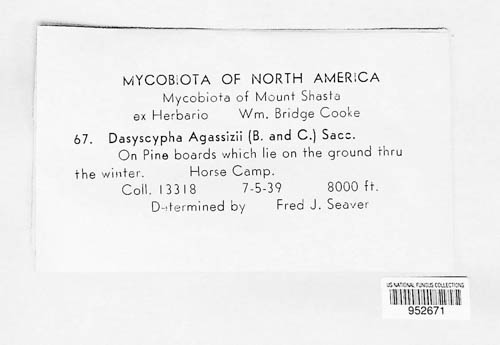 MYCOBIOTA OF NORTH AMERICA
Mycobiota of Mount Shasta
ex Herbario Wm. Bridge Cooke
67. Dasyscypha Agassizii (B. and C.) Sacc.
On Pine boards which lie on the ground thru
the winter. Horse Camp.
Coll. 13318 7-5-39 8000 ft.
Determined by Fred J. Seaver
US NATIONAL FUNGUS COLLECTIONS
952671